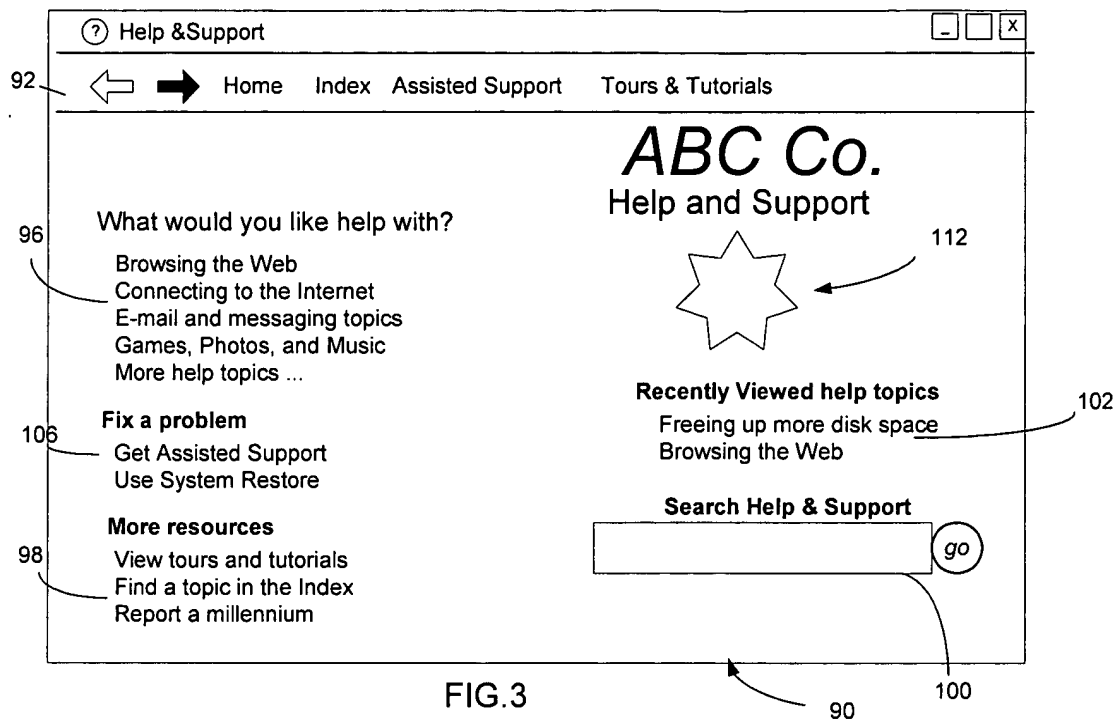 ? Help &Support _ X
92
Home Index Assisted Support Tours & Tutorials
ABC Co.
Help and Support
112
What would you like help with?
96
Browsing the Web
Connecting to the Internet
E-mail and messaging topics
Games, Photos, and Music
More help topics ...
Fix a problem
106
Get Assisted Support
Use System Restore
More resources
98
View tours and tutorials
Find a topic in the Index
Report a millennium
Recently Viewed help topics
102
Freeing up more disk space
Browsing the Web
Search Help & Support
go
100
90
FIG.3